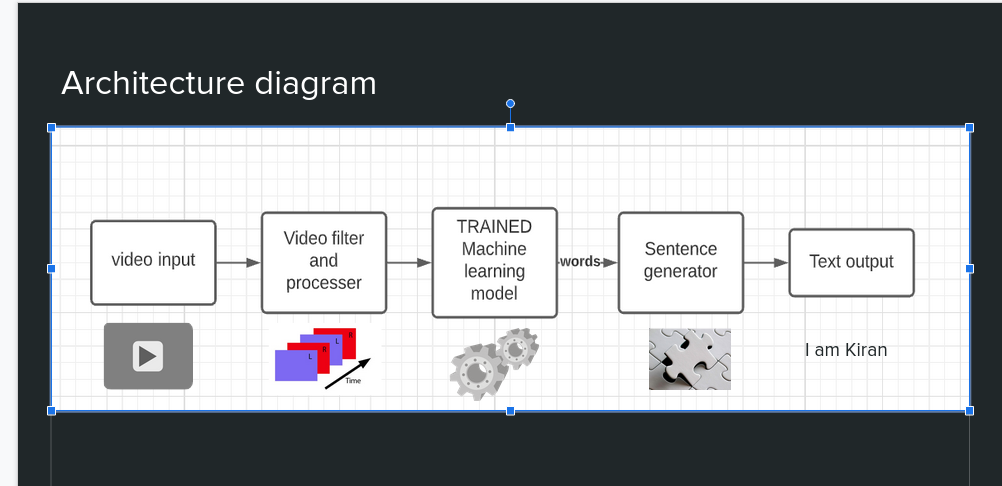 Architecture diagram
video input
Video filter
and
processer
TRAINED
Machine
learning
model
words
Sentence
generator
Text output
R
L
R
L
Time
I am Kiran